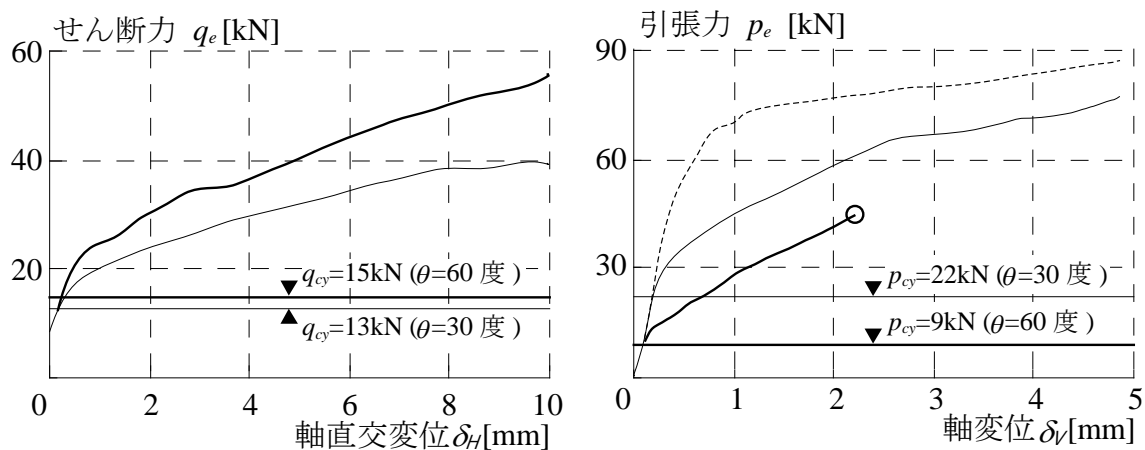 せん断力 qe [kN]
60
40
20
qcy=15kN (θ=60 度)
qcy=13kN (θ=30 度)
0 2 4 6 8 10
軸直交変位δH[mm]
引張力 pe [kN]
90
60
30
pcy=22kN (θ=30 度)
pcy=9kN (θ=60 度)
0 1 2 3 4 5
軸変位 δV[mm]